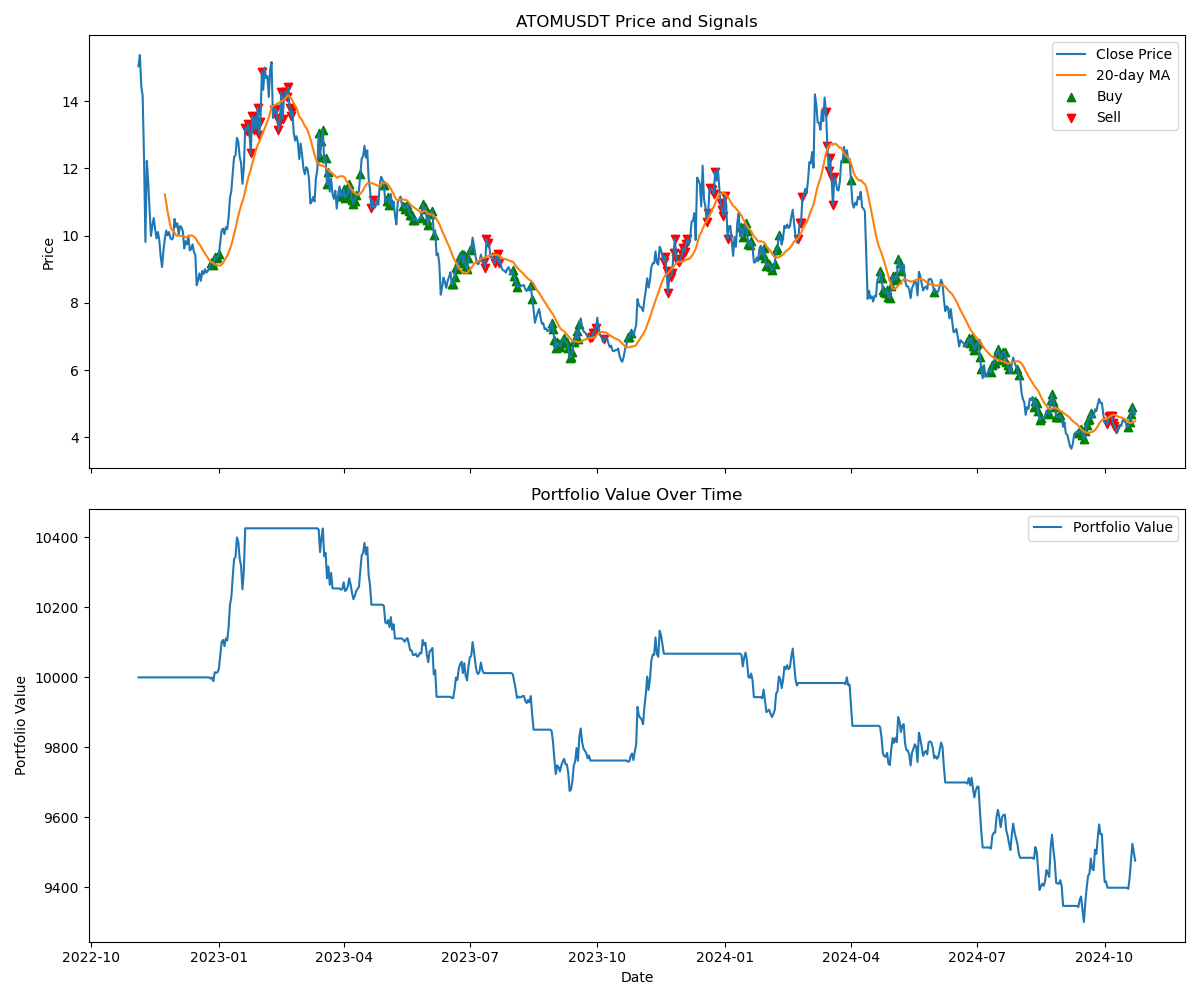 ATOMUSDT Price and Signals
Close Price
20-day MA
Buy
Sell
14
12
10
8
6
4
Price
Portfolio Value Over Time
Portfolio Value
10400
10200
10000
9800
9600
9400
Portfolio Value
2022-10
2023-01
2023-04
2023-07
2023-10
2024-01
2024-04
2024-07
2024-10
Date